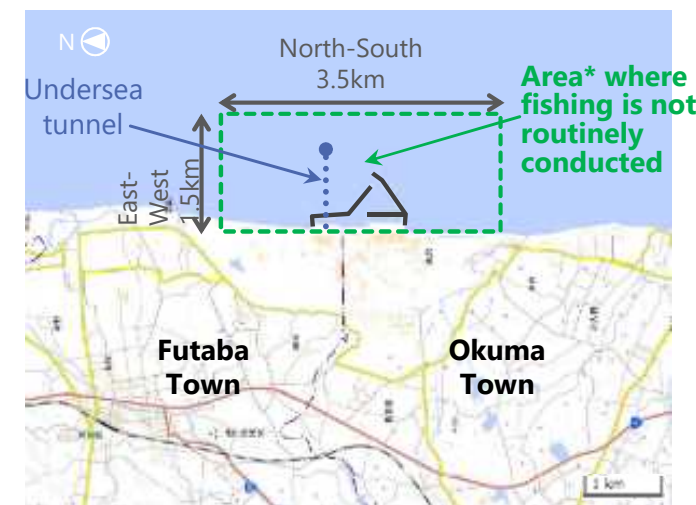 N
North-South
3.5km
Undersea
tunnel
East-
West
1.5km
Area* where
fishing is not
routinely
conducted
Futaba
Town
Okuma
Town
1 km